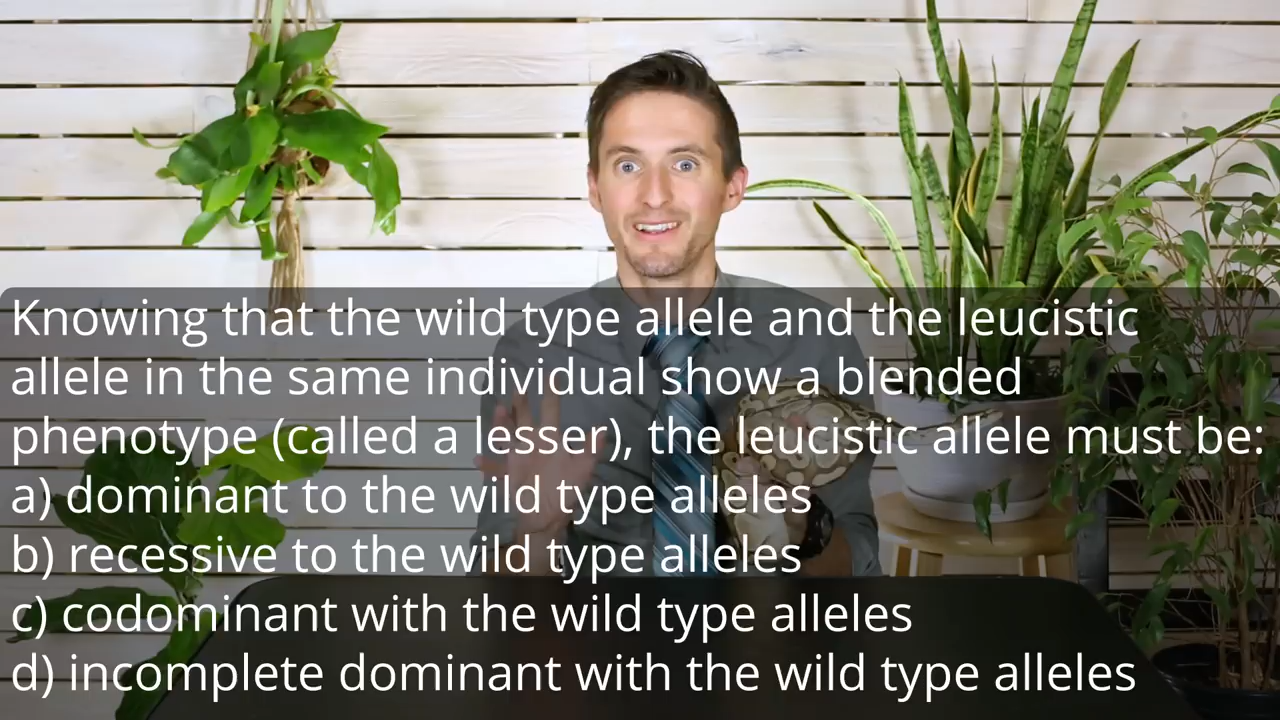 Knowing that the wild type allele and the leucistic
allele in the same individual show a blended
phenotype (called a lesser), the leucistic allele must be:
a) dominant to the wild type alleles
b) recessive to the wild type alleles
c) codominant with the wild type alleles
d) incomplete dominant with the wild type alleles